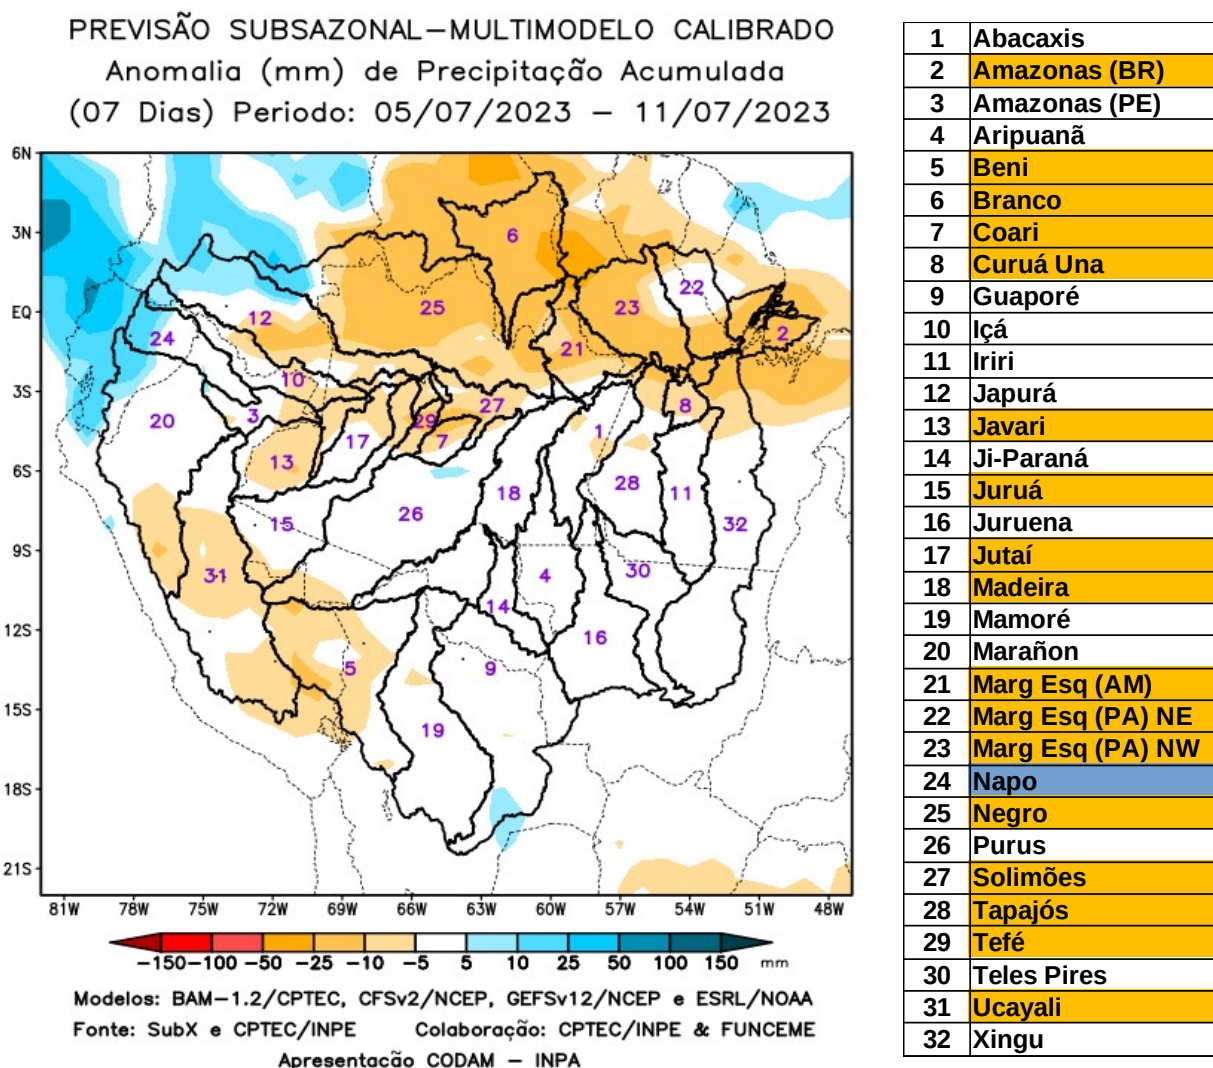 PREVISÃO SUBSAZONAL–MULTIMODELO CALIBRADO
Anomalia (mm) de Precipitação Acumulada
(07 Dias) Periodo: 05/07/2023 – 11/07/2023
6N
3N
EQ
3S
6S
9S
12S
15S
18S
21S
81W 78W 75W 72W 69W 66W 63W 60W 57W 54W 51W 48W
6
22
25
23
12
2
24
21
10
27
8
3
29
20
1
17
7
13
28
18
11
26
15
32
31
4
30
14
16
5
9
19
−150 −100 −50 −25 −10 −5 5 10 25 50 100 150 mm
Modelos: BAM–1.2/CPTEC, CFSv2/NCEP, GEFSv12/NCEP e ESRL/NOAA
Fonte: SubX e CPTEC/INPE Colaboração: CPTEC/INPE & FUNCEME
Apresentação CODAM – INPA
1 Abacaxis
2 Amazonas (BR)
3 Amazonas (PE)
4 Aripuanã
5 Beni
6 Branco
7 Coari
8 Curuá Una
9 Guaporé
10 Içá
11 Iriri
12 Japurá
13 Javari
14 Ji-Paraná
15 Juruá
16 Juruena
17 Jutaí
18 Madeira
19 Mamoré
20 Marañon
21 Marg Esq (AM)
22 Marg Esq (PA) NE
23 Marg Esq (PA) NW
24 Napo
25 Negro
26 Purus
27 Solimões
28 Tapajós
29 Tefé
30 Teles Pires
31 Ucayali
32 Xingu